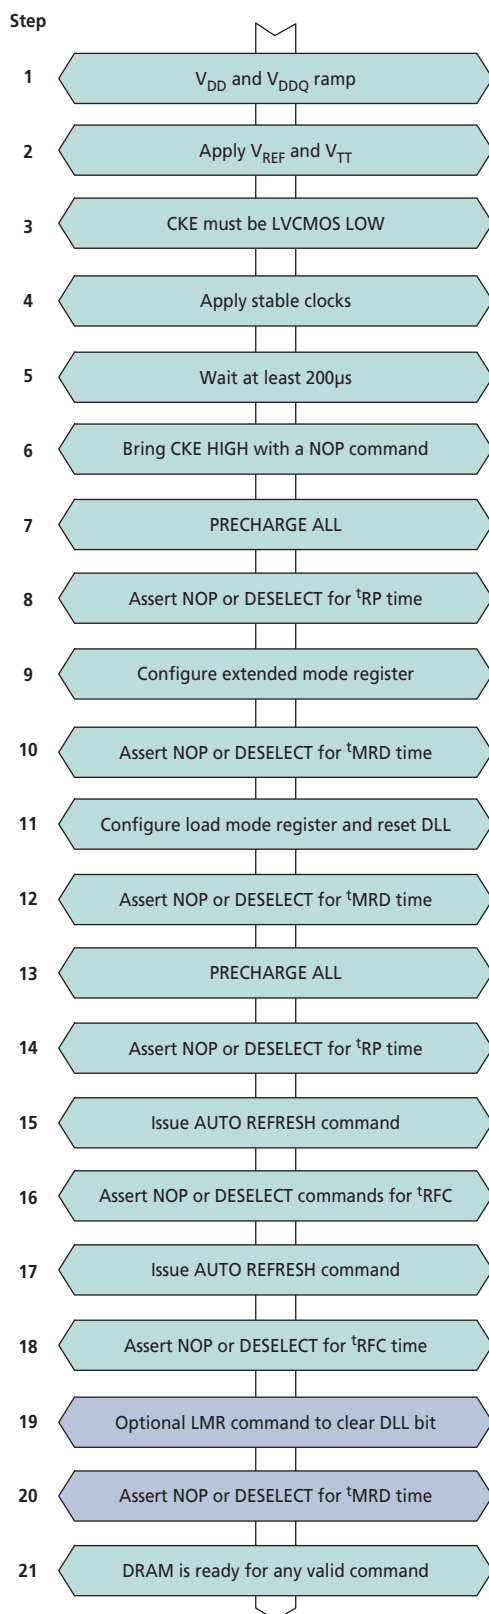 Step
1 VDD and VDDQ ramp
2 Apply VREF and VTT
3 CKE must be LVCMOS LOW
4 Apply stable clocks
5 Wait at least 200µs
6 Bring CKE HIGH with a NOP command
7 PRECHARGE ALL
8 Assert NOP or DESELECT for tRP time
9 Configure extended mode register
10 Assert NOP or DESELECT for tMRD time
11 Configure load mode register and reset DLL
12 Assert NOP or DESELECT for tMRD time
13 PRECHARGE ALL
14 Assert NOP or DESELECT for tRP time
15 Issue AUTO REFRESH command
16 Assert NOP or DESELECT commands for tRFC
17 Issue AUTO REFRESH command
18 Assert NOP or DESELECT for tRFC time
19 Optional LMR command to clear DLL bit
20 Assert NOP or DESELECT for tMRD time
21 DRAM is ready for any valid command